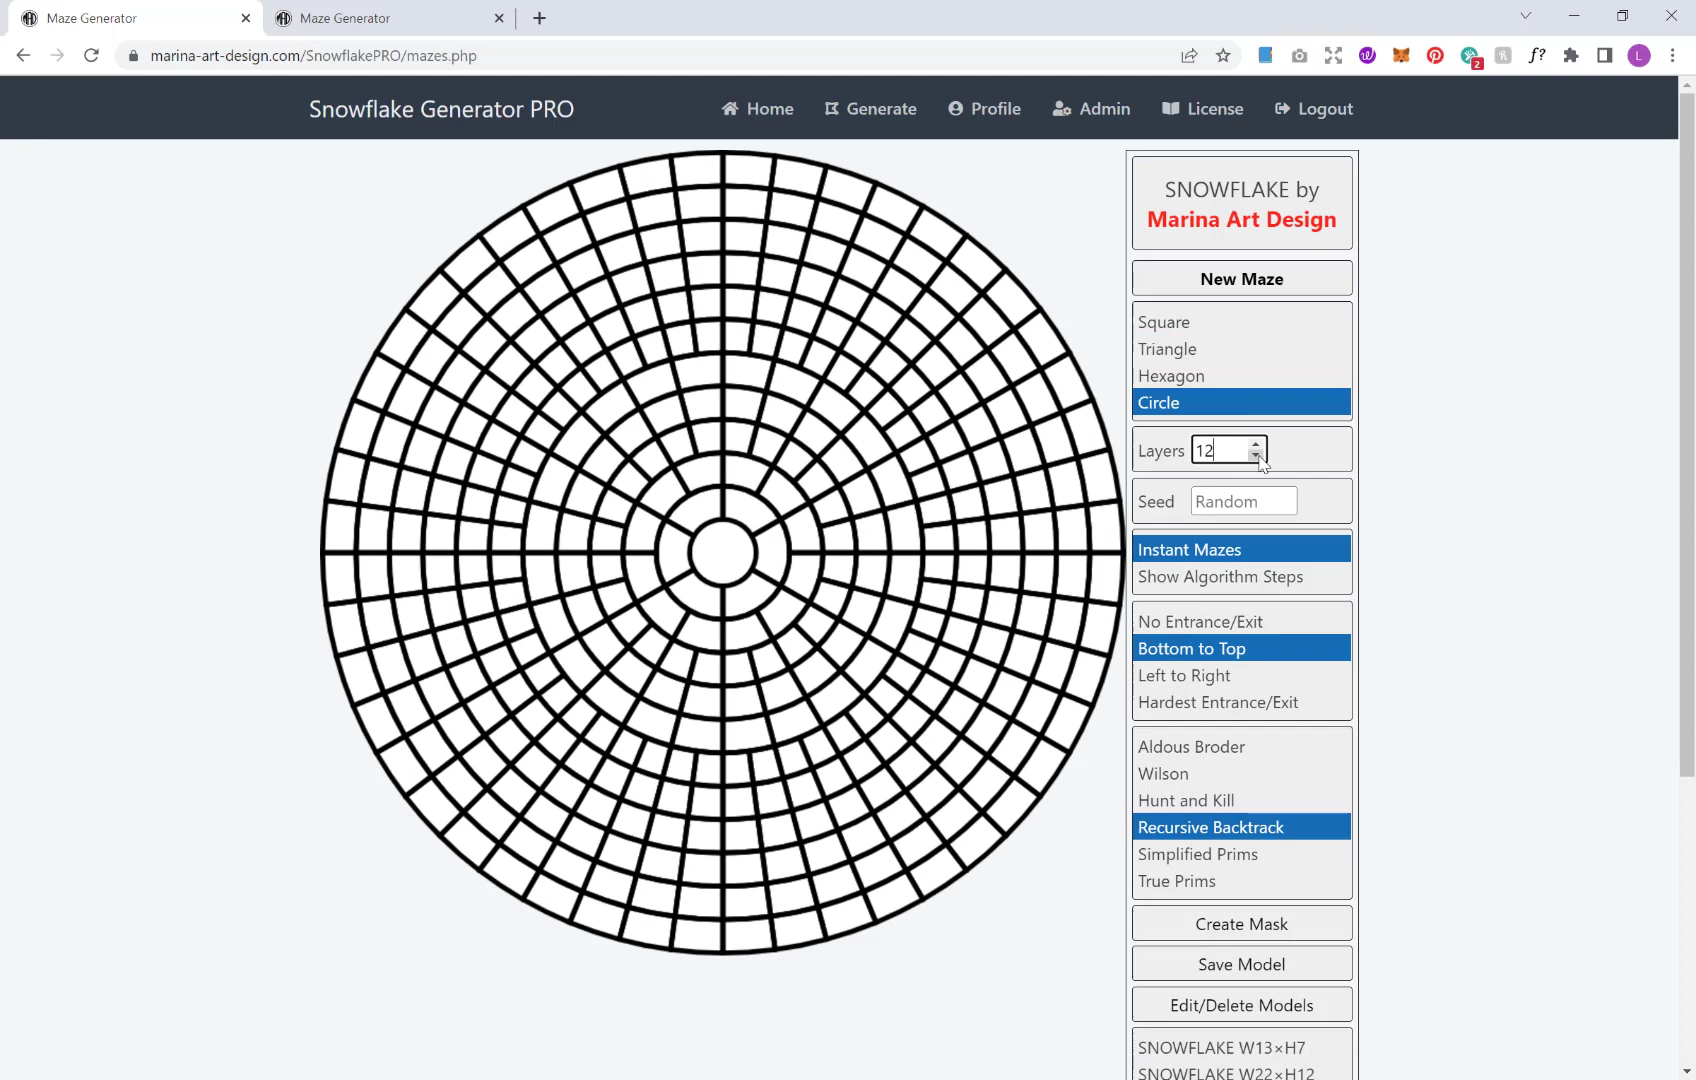 Maze Generator
Maze Generator
marina-art-design.com/SnowflakePRO/mazes.php
2
f?
L
Snowflake Generator PRO
Home
Generate
Profile
Admin
License
Logout
SNOWFLAKE by
Marina Art Design
New Maze
Square
Triangle
Hexagon
Circle
Layers 12
Seed Random
Instant Mazes
Show Algorithm Steps
No Entrance/Exit
Bottom to Top
Left to Right
Hardest Entrance/Exit
Aldous Broder
Wilson
Hunt and Kill
Recursive Backtrack
Simplified Prims
True Prims
Create Mask
Save Model
Edit/Delete Models
SNOWFLAKE W13×H7
SNOWFLAKE W22×H12